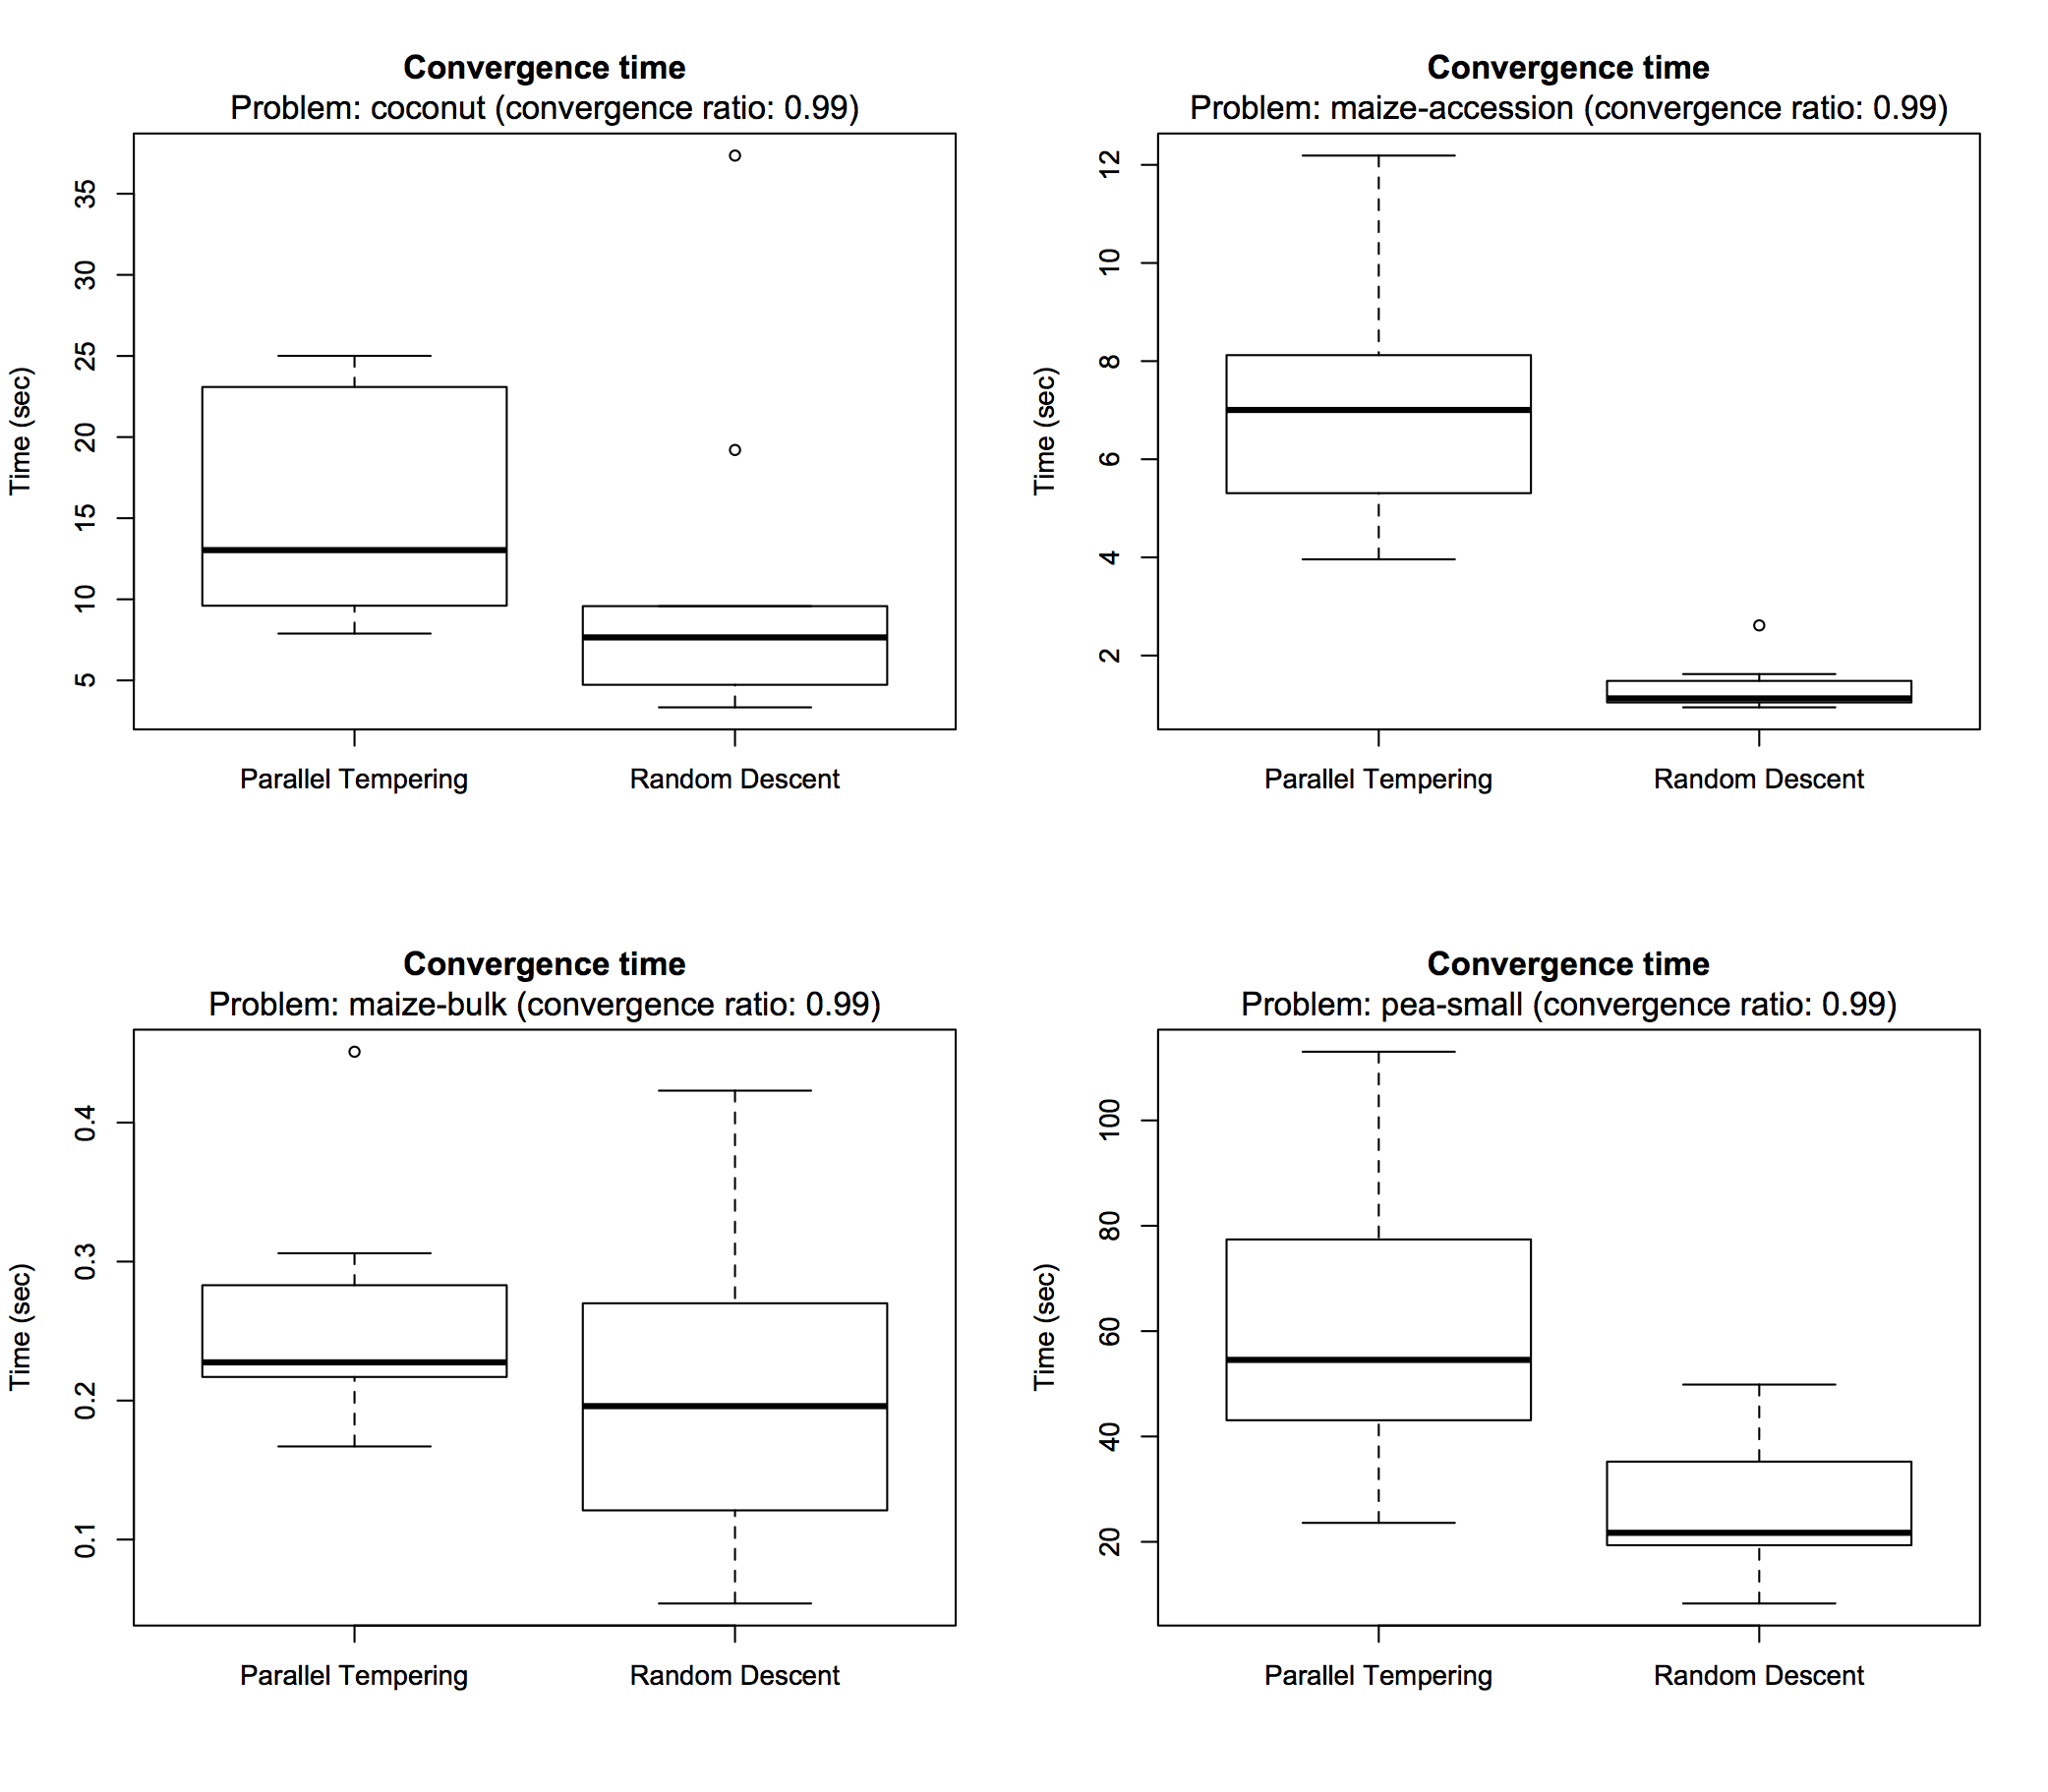 Convergence time
Problem: coconut (convergence ratio: 0.99)
Time (sec)
35
30
25
20
15
10
5
Parallel Tempering
Random Descent
Convergence time
Problem: maize-accession (convergence ratio: 0.99)
Time (sec)
12
10
8
6
4
2
Parallel Tempering
Random Descent
Convergence time
Problem: maize-bulk (convergence ratio: 0.99)
Time (sec)
0.4
0.3
0.2
0.1
Parallel Tempering
Random Descent
Convergence time
Problem: pea-small (convergence ratio: 0.99)
Time (sec)
100
80
60
40
20
Parallel Tempering
Random Descent